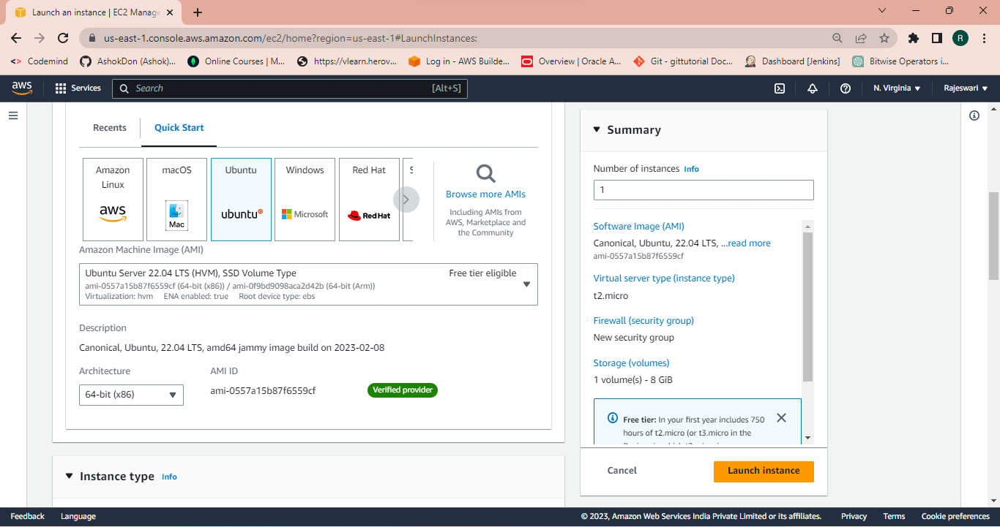 Launch an instance | EC2 Manage
us-east-1.console.aws.amazon.com/ec2/home?region=us-east-1#LaunchInstances:
R
Codemind
AshokDon (Ashok)...
Online Courses | M...
https://vlearn.herov...
Log in - AWS Builde...
Overview | Oracle A...
Git - gittutorial Doc...
Dashboard [Jenkins]
Bitwise Operators i...
aws
Services
Search
[Alt+S]
N. Virginia
Rajeswari
Recents
Quick Start
Amazon
Linux
aws
macOS
Mac
Ubuntu
ubuntu
Windows
Microsoft
Red Hat
Red Hat
S
Browse more AMIs
Including AMIs from
AWS, Marketplace and
the Community
Amazon Machine Image (AMI)
Ubuntu Server 22.04 LTS (HVM), SSD Volume Type
Free tier eligible
ami-0557a15b87f6559cf (64-bit (x86)) / ami-0f9bd9098aca2d42b (64-bit (Arm))
Virtualization: hvm ENA enabled: true Root device type: ebs
Description
Canonical, Ubuntu, 22.04 LTS, amd64 jammy image build on 2023-02-08
Architecture
AMI ID
64-bit (x86)
ami-0557a15b87f6559cf
Verified provider
Instance type Info
Summary
Number of instances Info
1
Software Image (AMI)
Canonical, Ubuntu, 22.04 LTS, ...read more
ami-0557a15b87f6559cf
Virtual server type (instance type)
t2.micro
Firewall (security group)
New security group
Storage (volumes)
1 volume(s) - 8 GiB
Free tier: In your first year includes 750
hours of t2.micro (or t3.micro in the
Cancel
Launch instance
Feedback
Language
© 2023, Amazon Web Services India Private Limited or its affiliates.
Privacy
Terms
Cookie preferences